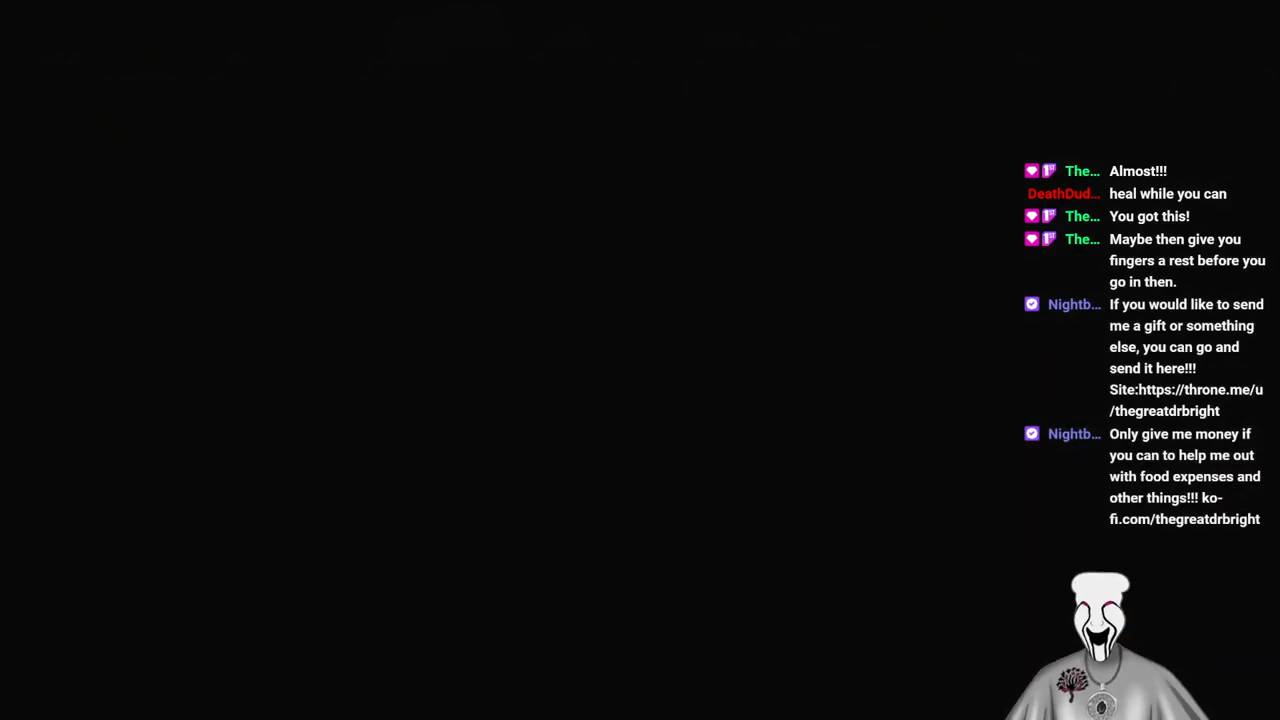 The... Almost!!!
DeathDud... heal while you can
The... You got this!
The... Maybe then give you
fingers a rest before you
go in then.
Nightb... If you would like to send
me a gift or something
else, you can go and
send it here!!!
Site:https://throne.me/u
/thegreatdrbright
Nightb... Only give me money if
you can to help me out
with food expenses and
other things!!! ko-
fi.com/thegreatdrbright